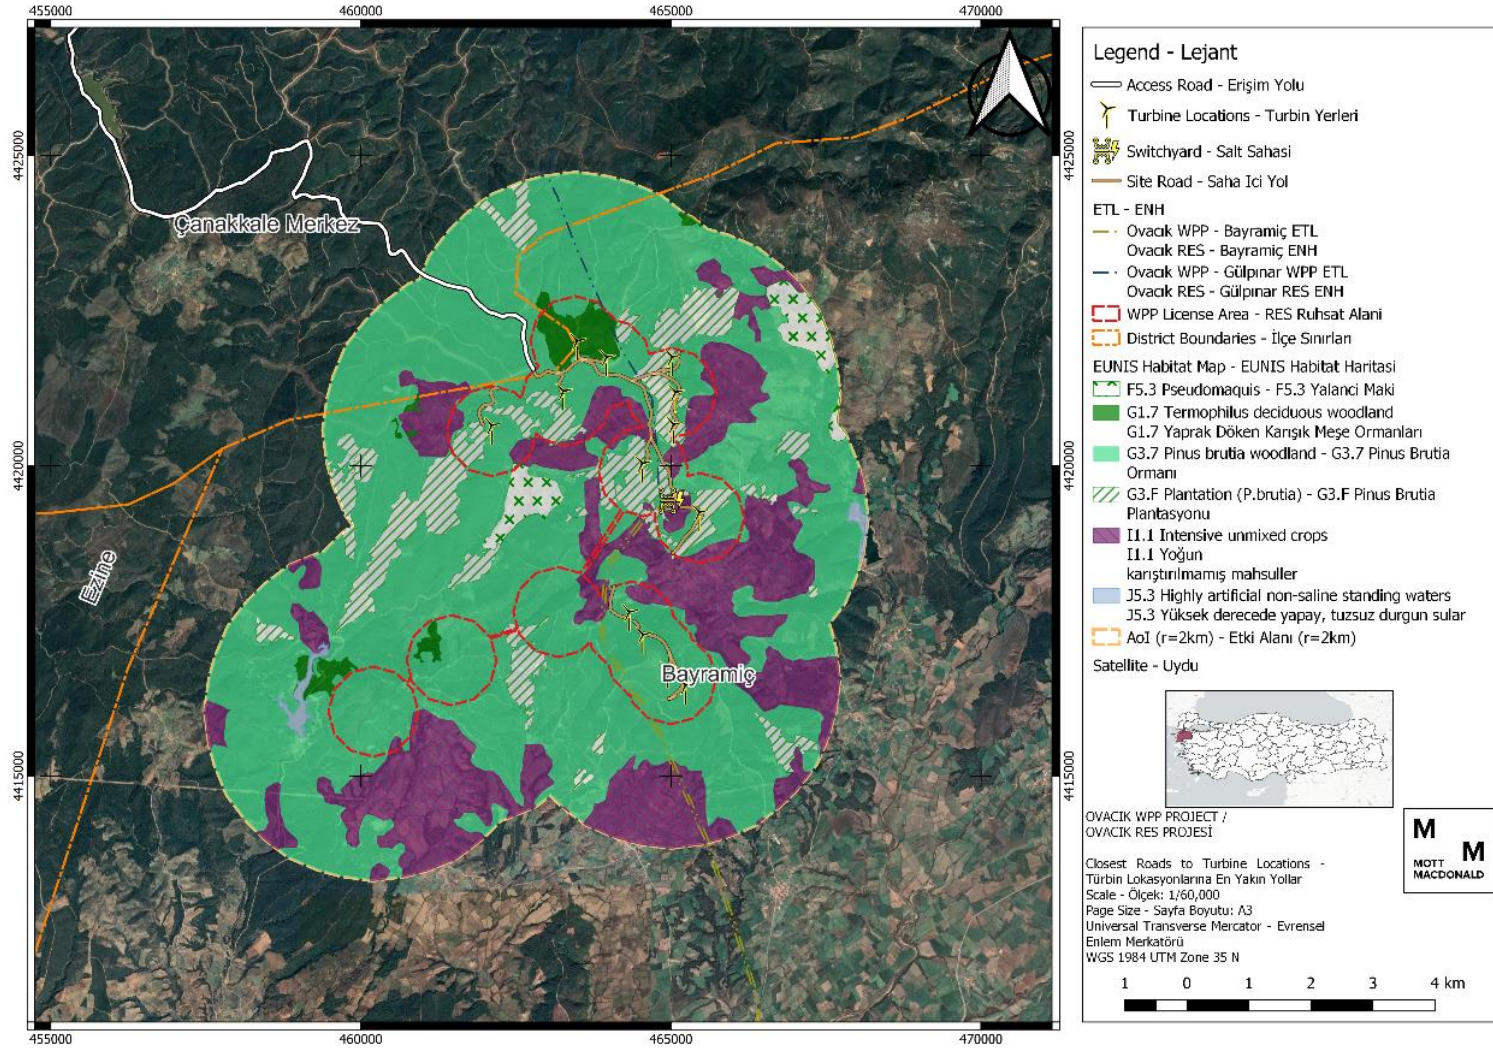 455000
460000
465000
470000
4425000
4425000
4420000
4420000
4415000
4415000
455000
460000
465000
470000
Çanakkale Merkez
Ezine
Bayramiç
Legend - Lejant
Access Road - Erişim Yolu
Turbine Locations - Turbin Yerleri
Switchyard - Salt Sahasi
Site Road - Saha Ici Yol
ETL - ENH
Ovacık WPP - Bayramiç ETL
Ovacık RES - Bayramiç ENH
Ovacık WPP - Gülpınar WPP ETL
Ovacık RES - Gülpınar RES ENH
WPP License Area - RES Ruhsat Alani
District Boundaries - İlçe Sınırları
EUNIS Habitat Map - EUNIS Habitat Haritasi
F5.3 Pseudomaquis - F5.3 Yalanci Maki
G1.7 Termophilus deciduous woodland
G1.7 Yaprak Döken Karışık Meşe Ormanları
G3.7 Pinus brutia woodland - G3.7 Pinus Brutia
Ormanı
G3.F Plantation (P.brutia) - G3.F Pinus Brutia
Plantasyonu
I1.1 Intensive unmixed crops
I1.1 Yoğun
karıştırılmamış mahsuller
J5.3 Highly artificial non-saline standing waters
J5.3 Yüksek derecede yapay, tuzsuz durgun sular
AoI (r=2km) - Etki Alanı (r=2km)
Satellite - Uydu
OVACIK WPP PROJECT /
OVACIK RES PROJESİ
Closest Roads to Turbine Locations -
Türbin Lokasyonlarına En Yakın Yollar
Scale - Ölçek: 1/60,000
Page Size - Sayfa Boyutu: A3
Universal Transverse Mercator - Evrensel
Enlem Merkatörü
WGS 1984 UTM Zone 35 N
M
M
MOTT
MACDONALD
1 0 1 2 3 4 km